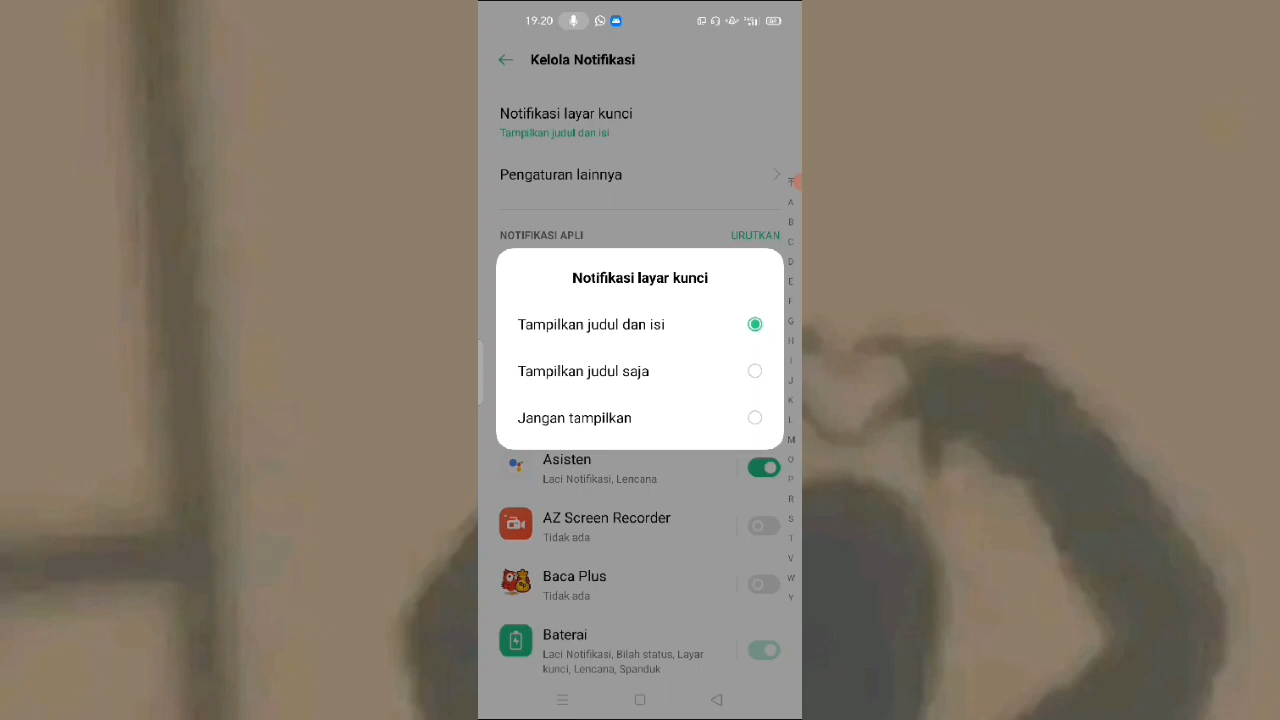 19.20
Kelola Notifikasi
Notifikasi layar kunci
Tampilkan judul dan isi
Pengaturan lainnya
NOTIFIKASI APLI
URUTKAN
Notifikasi layar kunci
Tampilkan judul dan isi
Tampilkan judul saja
Jangan tampilkan
Asisten
Laci Notifikasi, Lencana
AZ Screen Recorder
Tidak ada
Baca Plus
Tidak ada
Baterai
Laci Notifikasi, Bilah status, Layar
kunci, Lencana, Spanduk
A
B
C
D
E
F
G
H
I
J
K
L
M
O
P
R
S
T
V
W
Y